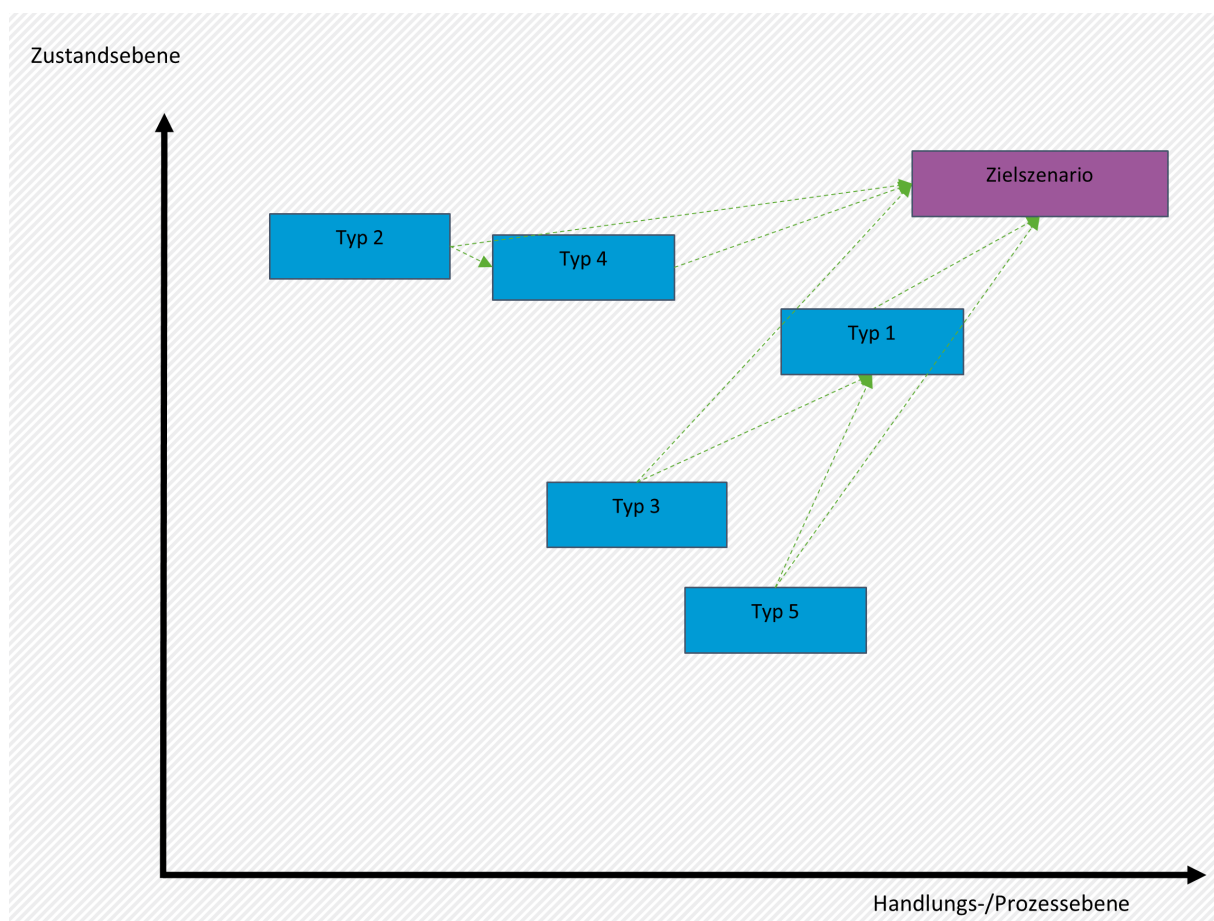 Zustandsebene
Zielszenario
Typ 2
Typ 4
Typ 1
Typ 3
Typ 5
Handlungs-/Prozessebene